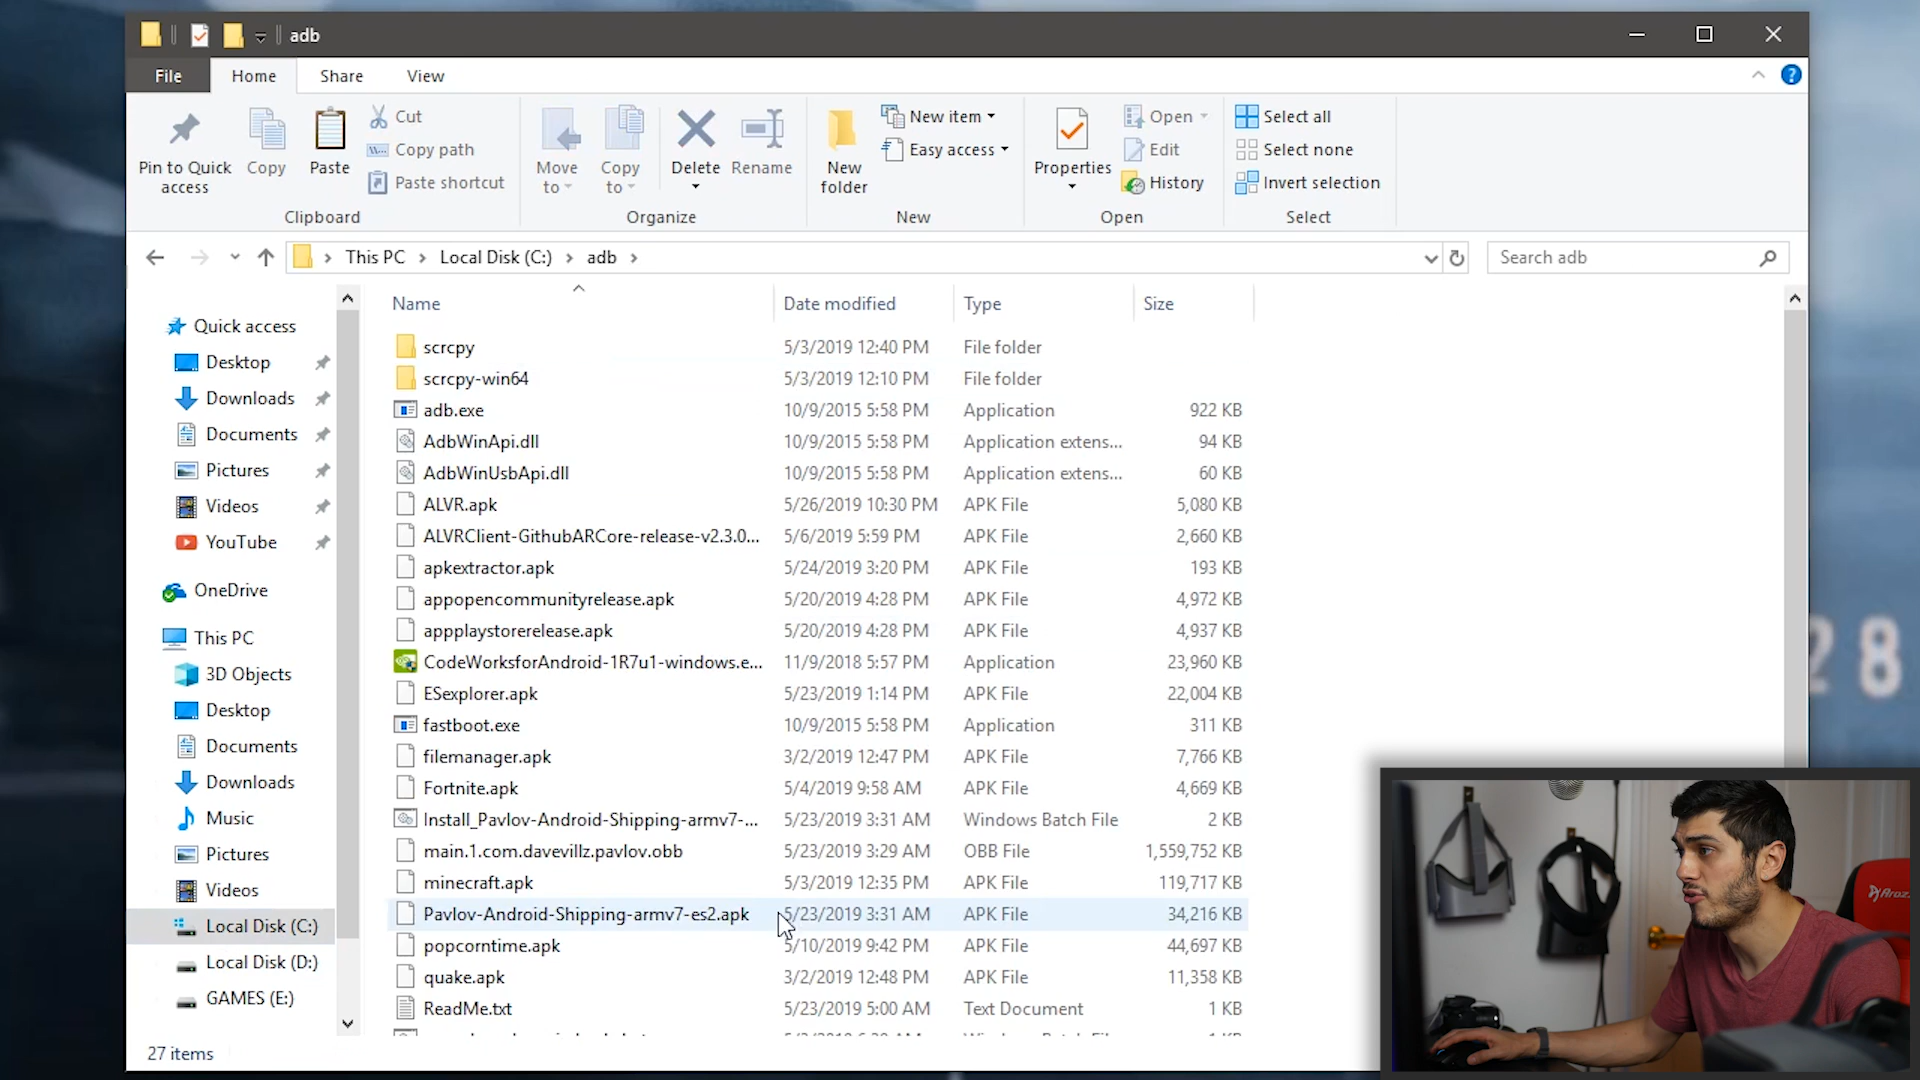 adb
File Home Share View
Pin to Quick access
Copy
Paste
Cut
Copy path
Paste shortcut
Clipboard
Move to
Copy to
Delete
Rename
Organize
New folder
New item
Easy access
New
Properties
Open
Edit
History
Open
Select all
Select none
Invert selection
Select
This PC Local Disk (C:) adb
Search adb
Quick access
Desktop
Downloads
Documents
Pictures
Videos
YouTube
OneDrive
This PC
3D Objects
Desktop
Documents
Downloads
Music
Pictures
Videos
Local Disk (C:)
Local Disk (D:)
GAMES (E:)
Name Date modified Type Size
scrcpy 5/3/2019 12:40 PM File folder
scrcpy-win64 5/3/2019 12:10 PM File folder
adb.exe 10/9/2015 5:58 PM Application 922 KB
AdbWinApi.dll 10/9/2015 5:58 PM Application extens... 94 KB
AdbWinUsbApi.dll 10/9/2015 5:58 PM Application extens... 60 KB
ALVR.apk 5/26/2019 10:30 PM APK File 5,080 KB
ALVRClient-GithubARCore-release-v2.3.0... 5/6/2019 5:59 PM APK File 2,660 KB
apkextractor.apk 5/24/2019 3:20 PM APK File 193 KB
appopencommunityrelease.apk 5/20/2019 4:28 PM APK File 4,972 KB
appplaystorerelease.apk 5/20/2019 4:28 PM APK File 4,937 KB
CodeWorksforAndroid-1R7u1-windows.e... 11/9/2018 5:57 PM Application 23,960 KB
ESexplorer.apk 5/23/2019 1:14 PM APK File 22,004 KB
fastboot.exe 10/9/2015 5:58 PM Application 311 KB
filemanager.apk 3/2/2019 12:47 PM APK File 7,766 KB
Fortnite.apk 5/4/2019 9:58 AM APK File 4,669 KB
Install_Pavlov-Android-Shipping-armv7-... 5/23/2019 3:31 AM Windows Batch File 2 KB
main.1.com.davevillz.pavlov.obb 5/23/2019 3:29 AM OBB File 1,559,752 KB
minecraft.apk 5/3/2019 12:35 PM APK File 119,717 KB
Pavlov-Android-Shipping-armv7-es2.apk 5/23/2019 3:31 AM APK File 34,216 KB
popcorntime.apk 5/10/2019 9:42 PM APK File 44,697 KB
quake.apk 3/2/2019 12:48 PM APK File 11,358 KB
ReadMe.txt 5/23/2019 5:00 AM Text Document 1 KB
27 items
28